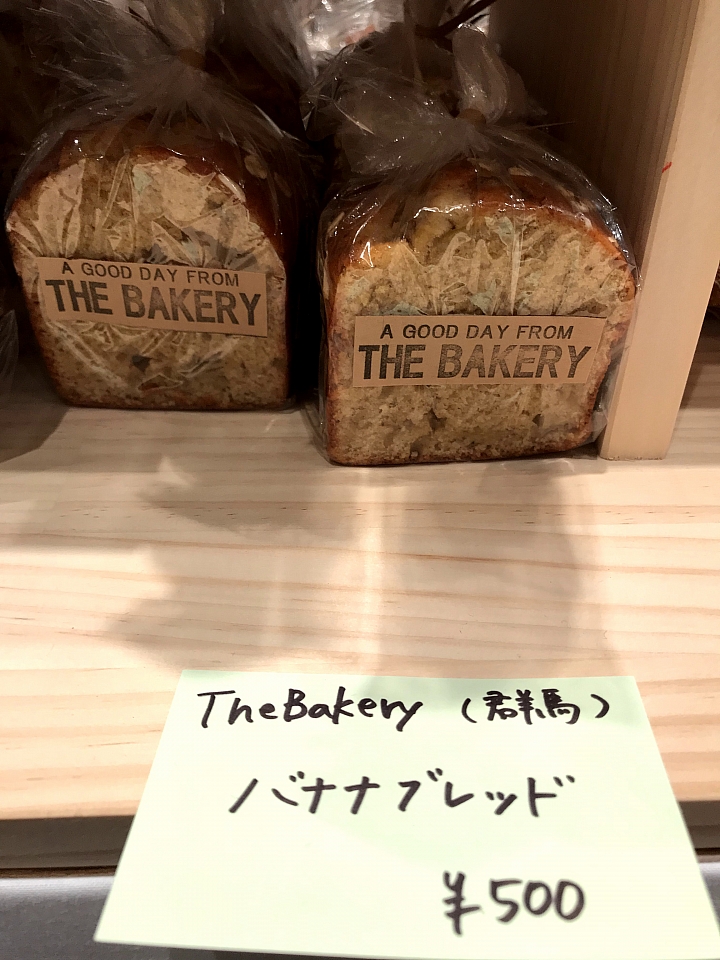 A GOOD DAY FROM
THE BAKERY
A GOOD DAY FROM
THE BAKERY
TheBakery (群馬)
バナナブレッド
¥500